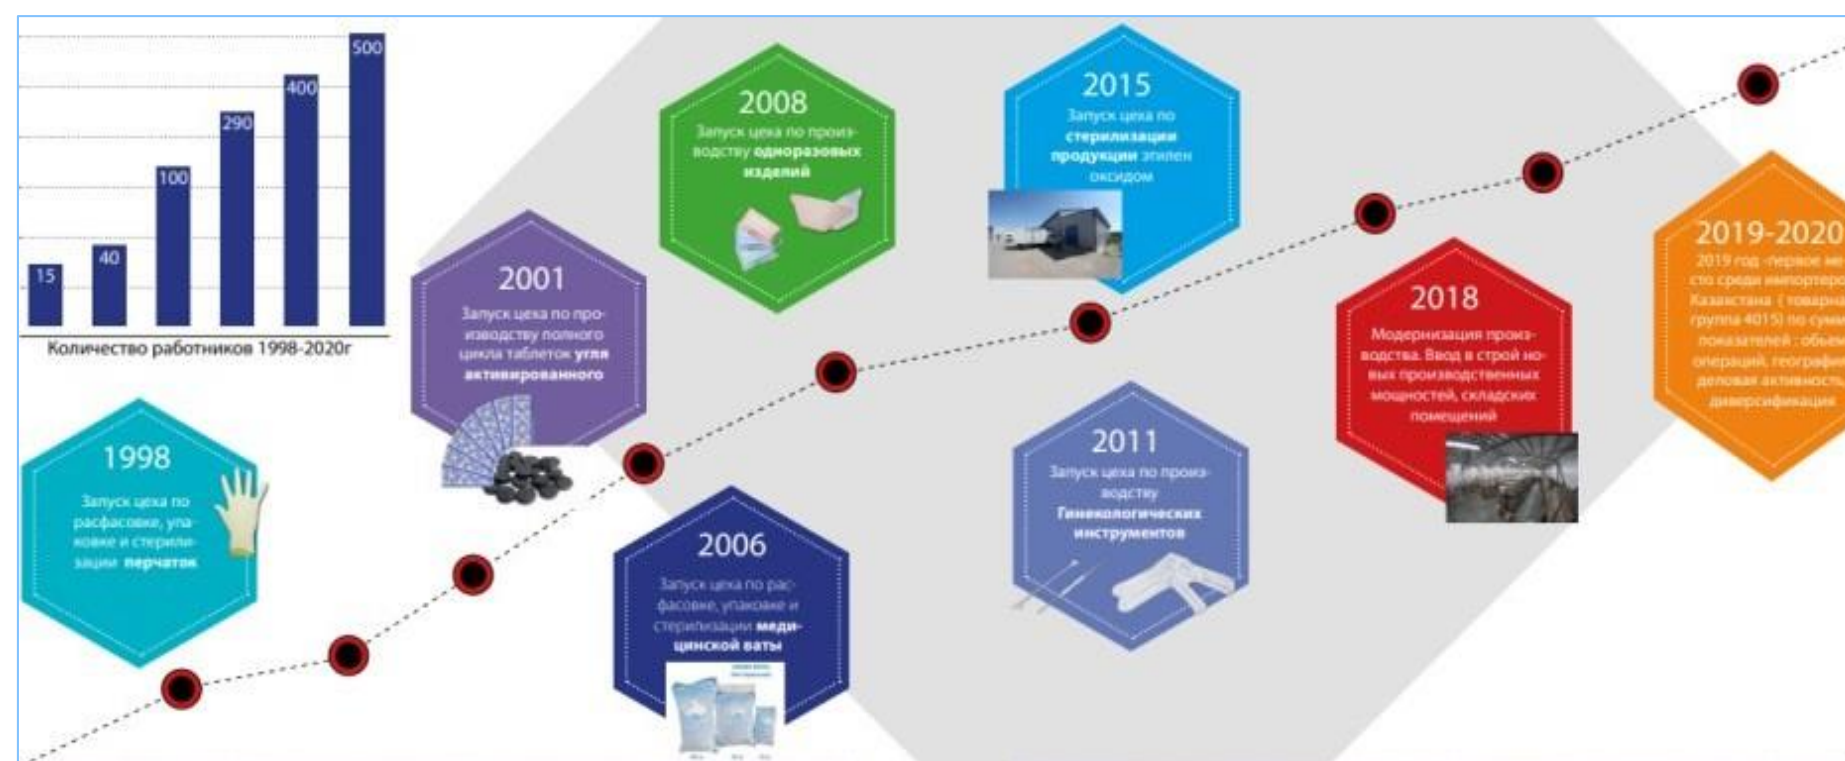 500
400
290
100
40
15
Количество работников 1998-2020г
1998
Запуск цеха по
расфасовке, упа-
ковке и стерили-
зации перчаток
2001
Запуск цеха по про-
изводству полного
цикла таблеток угля
активированного
2006
Запуск цеха по рас-
фасовке, упаковке и
стерилизации меди-
цинской ваты
2008
Запуск цеха по произ-
водству одноразовых
изделий
2011
Запуск цеха по произ-
водству
Гинекологических
инструментов
2015
Запуск цеха по
стерилизации
продукции этилен
оксидом
2018
Модернизация произ-
водства. Ввод в строй но-
вых производственных
мощностей, складских
помещений
2019-2020
2019 год -первое ме
сто среди импортеро
Казахстана ( товарна
группа 4015) по сумм
показателей : объем
операций, географи
деловая активность
диверсификация